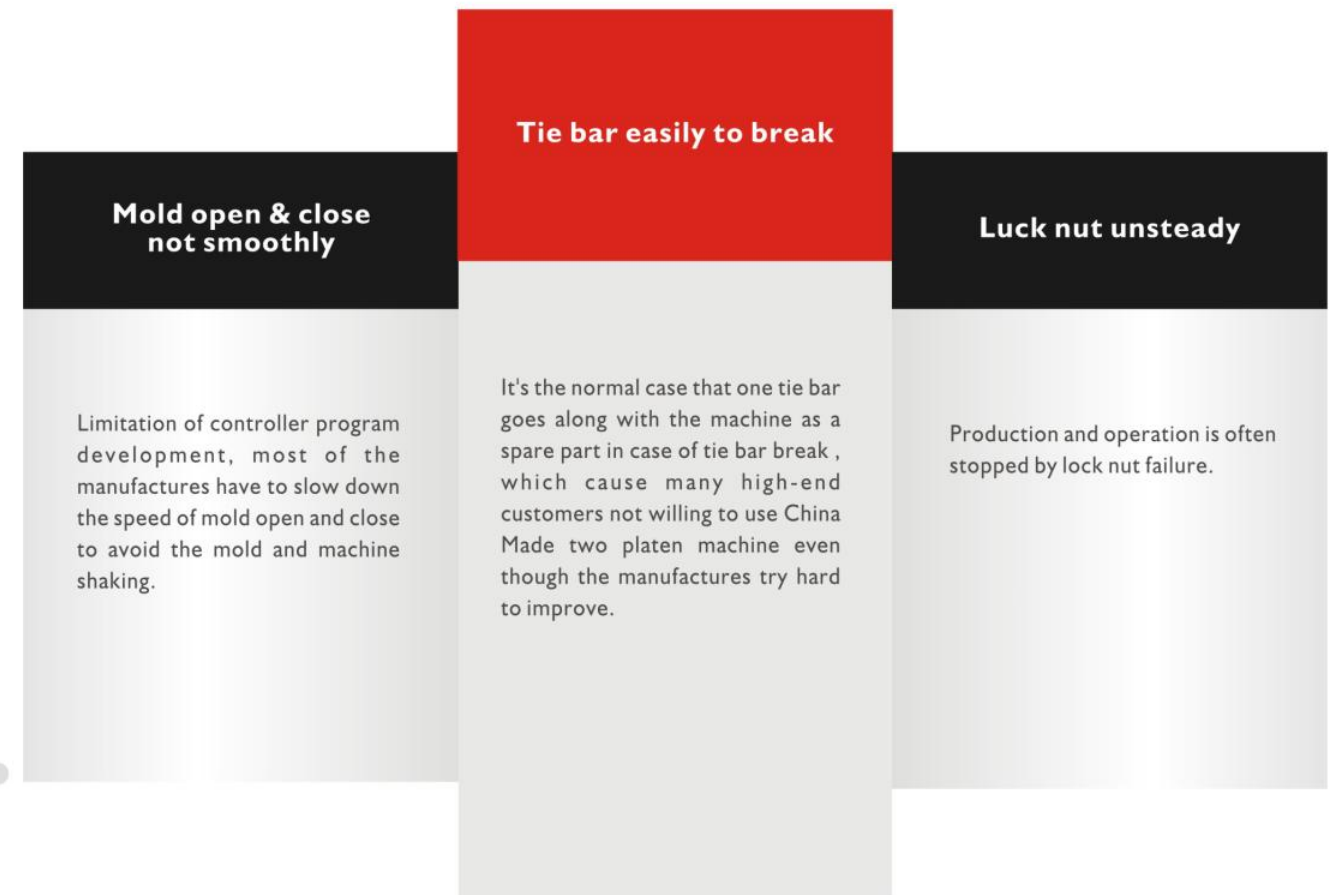 Mold open & close
not smoothly
Limitation of controller program
development, most of the
manufactures have to slow down
the speed of mold open and close
to avoid the mold and machine
shaking.
Tie bar easily to break
It's the normal case that one tie bar
goes along with the machine as a
spare part in case of tie bar break ,
which cause many high-end
customers not willing to use China
Made two platen machine even
though the manufactures try hard
to improve.
Luck nut unsteady
Production and operation is often
stopped by lock nut failure.